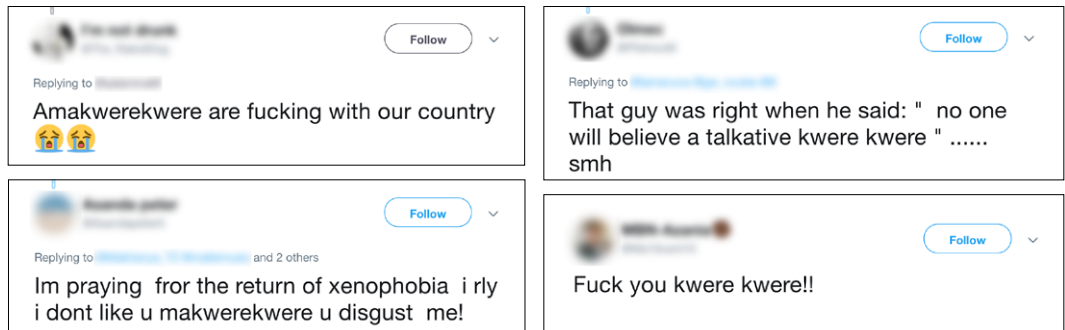 Follow
Replying to
Amakwerekwere are fucking with our country
😭😭
Follow
Replying to
and 2 others
Im praying fror the return of xenophobia i rly
i dont like u makwerekwere u disgust me!
Follow
Replying to
That guy was right when he said: " no one
will believe a talkative kwere kwere " ......
smh
Follow
Fuck you kwere kwere!!